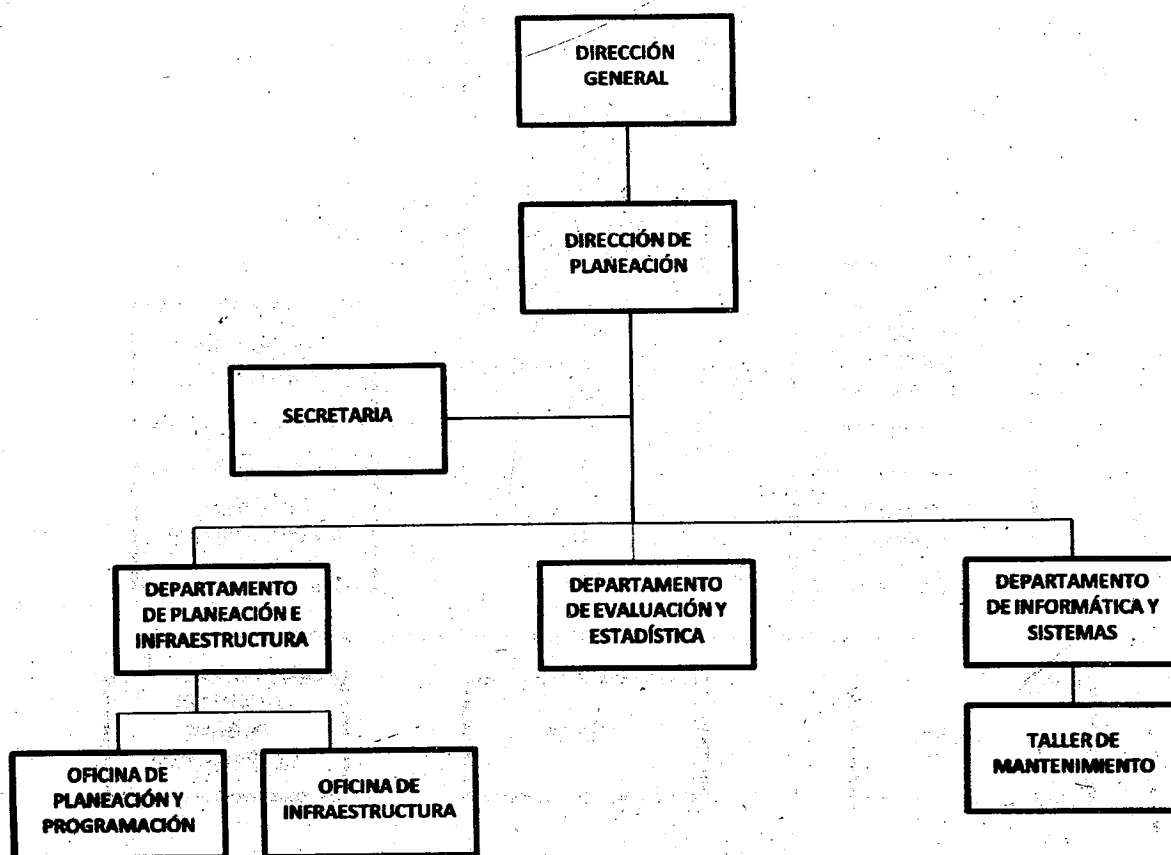 DIRECCIÓN
GENERAL
DIRECCIÓN DE
PLANEACIÓN
SECRETARIA
DEPARTAMENTO
DE PLANEACIÓN E
INFRAESTRUCTURA
DEPARTAMENTO
DE EVALUACIÓN Y
ESTADÍSTICA
DEPARTAMENTO
DE INFORMÁTICA Y
SISTEMAS
OFICINA DE
PLANEACIÓN Y
PROGRAMACIÓN
OFICINA DE
INFRAESTRUCTURA
TALLER DE
MANTENIMIENTO